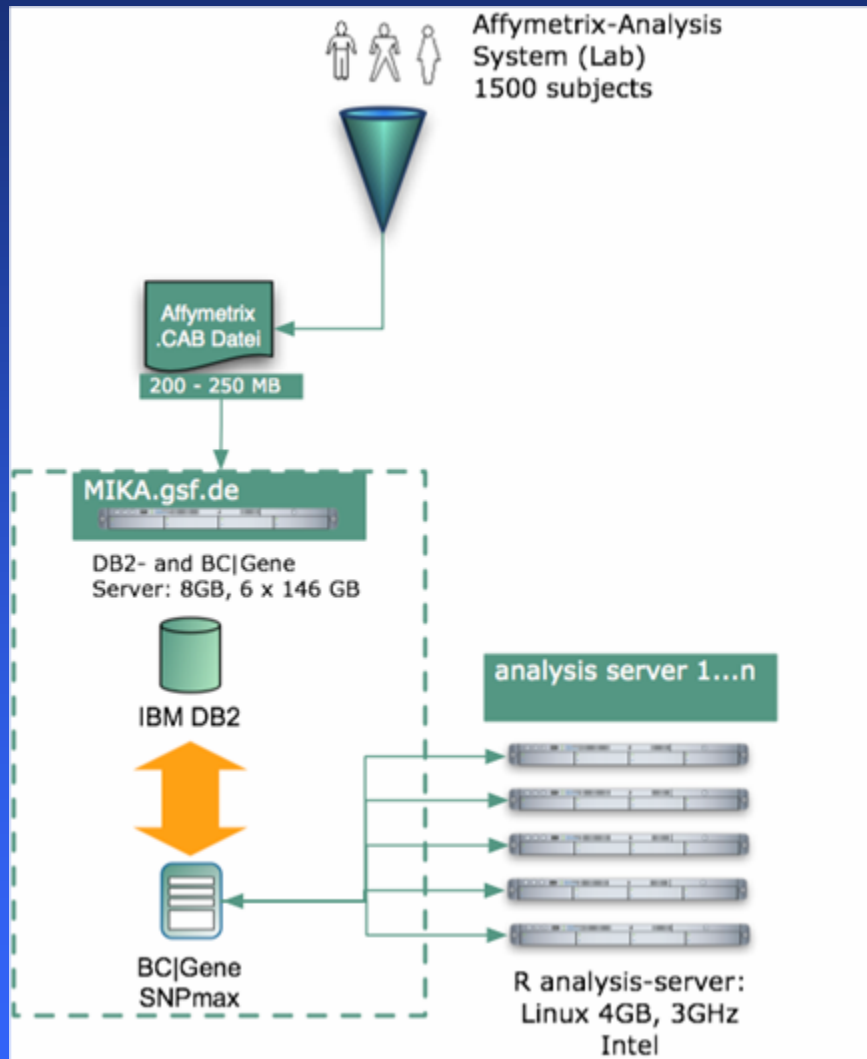 Affymetrix-Analysis
System (Lab)
1500 subjects
Affymetrix
.CAB Datei
200 - 250 MB
MIKA.gsf.de
DB2- and BC|Gene
Server: 8GB, 6 x 146 GB
IBM DB2
analysis server 1...n
BC|Gene
SNPmax
R analysis-server:
Linux 4GB, 3GHz
Intel